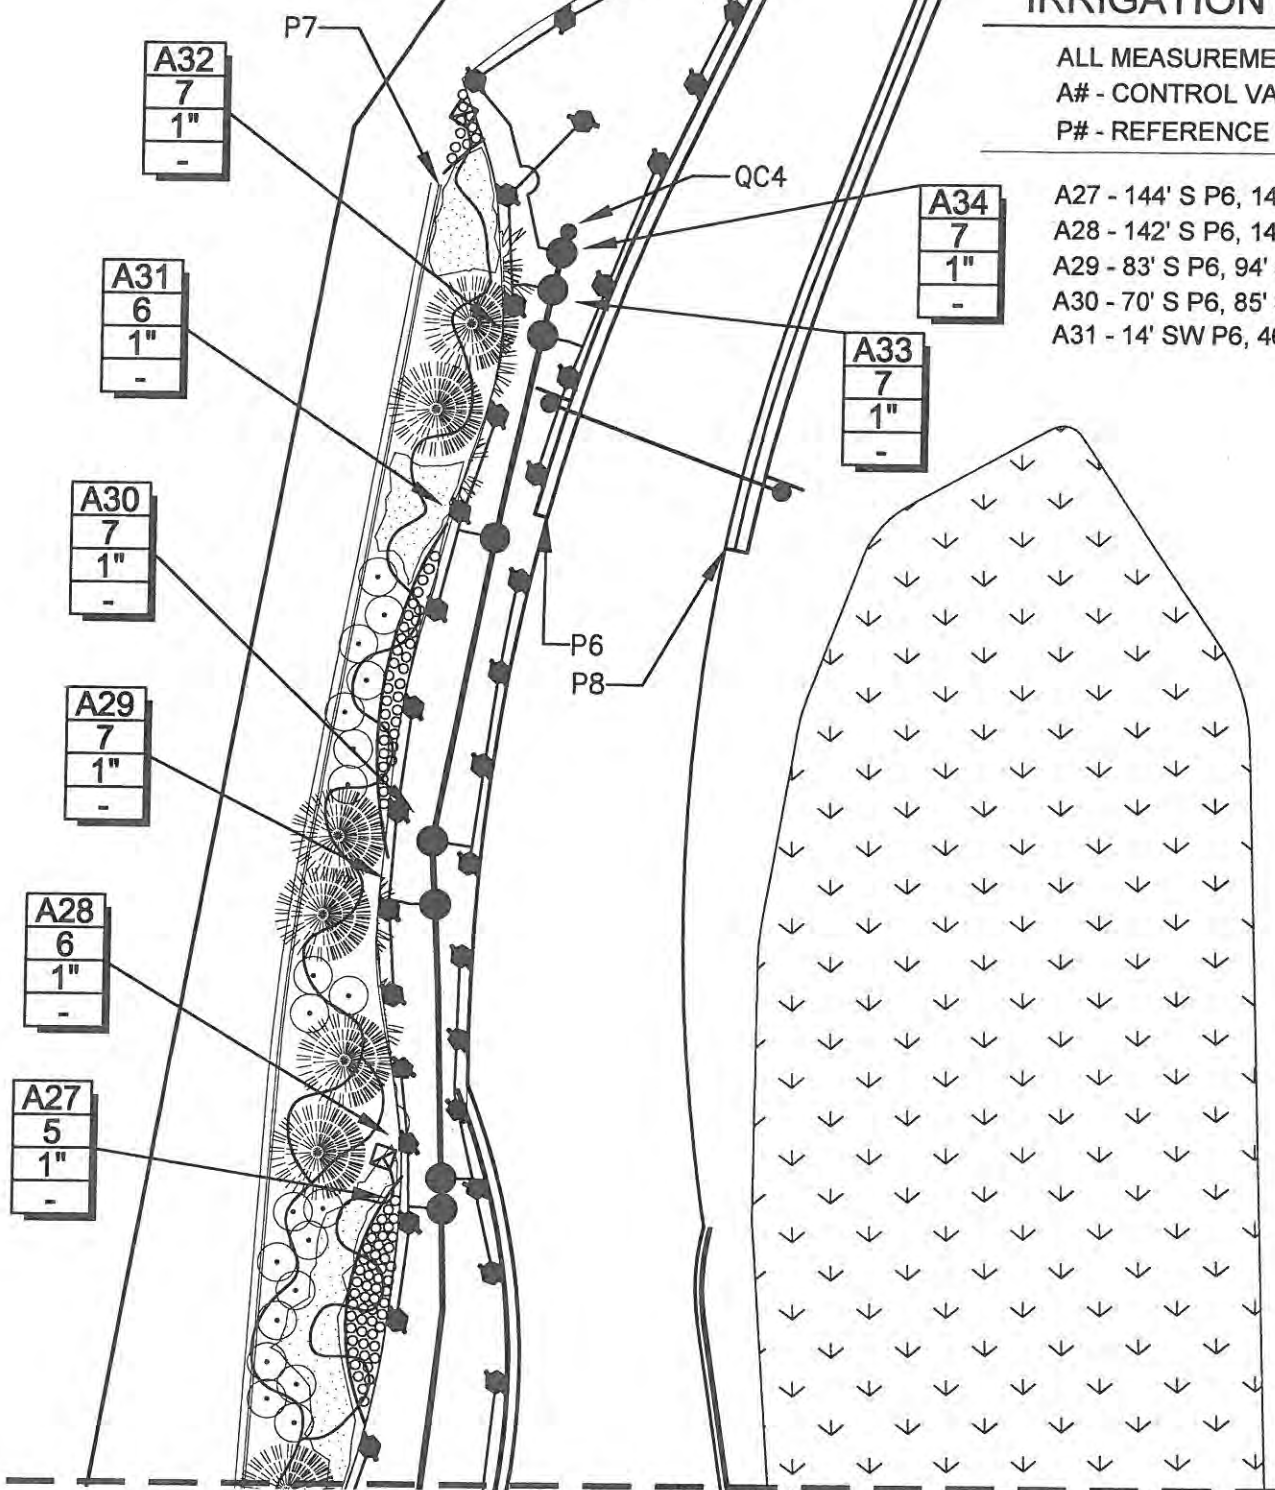 IRRIGATION
ALL MEASUREME
A# - CONTROL VA
P# - REFERENCE
A27 - 144' S P6, 14
A28 - 142' S P6, 14
A29 - 83' S P6, 94'
A30 - 70' S P6, 85'
A31 - 14' SW P6, 46
P7
A32
7
1"
-
QC4
A34
7
1"
-
A31
6
1"
-
A33
7
1"
-
A30
7
1"
-
P6
P8
A29
7
1"
-
A28
6
1"
-
A27
5
1"
-